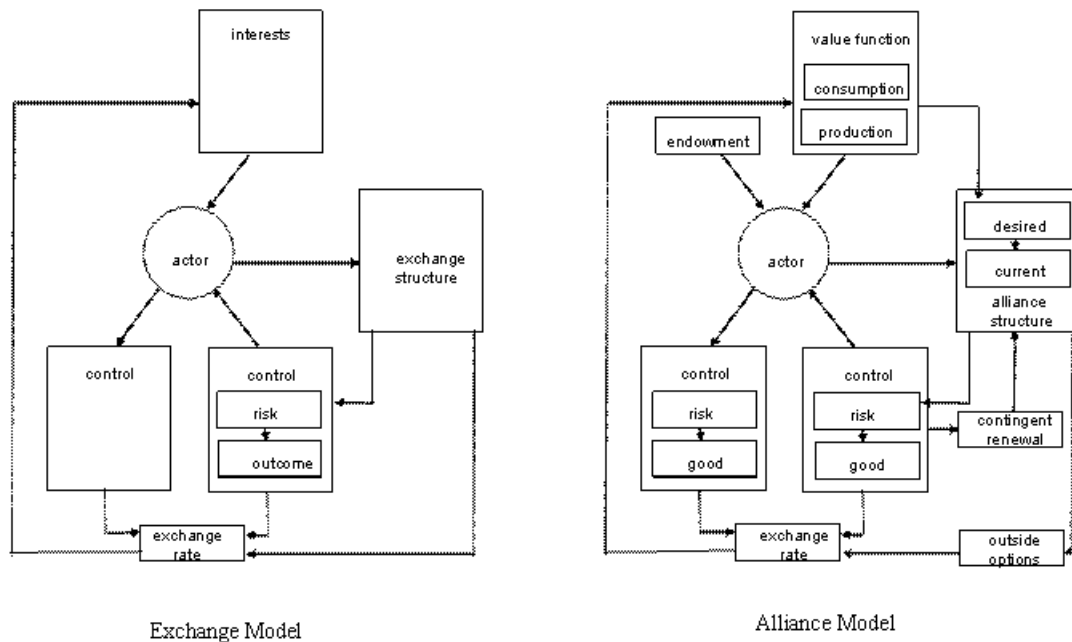 interests
actor
exchange
structure
control
control
risk
outcome
exchange
rate
Exchange Model
value function
consumption
production
endowment
actor
desired
current
alliance
structure
control
risk
good
control
risk
good
contingent
renewal
exchange
rate
outside
options
Alliance Model